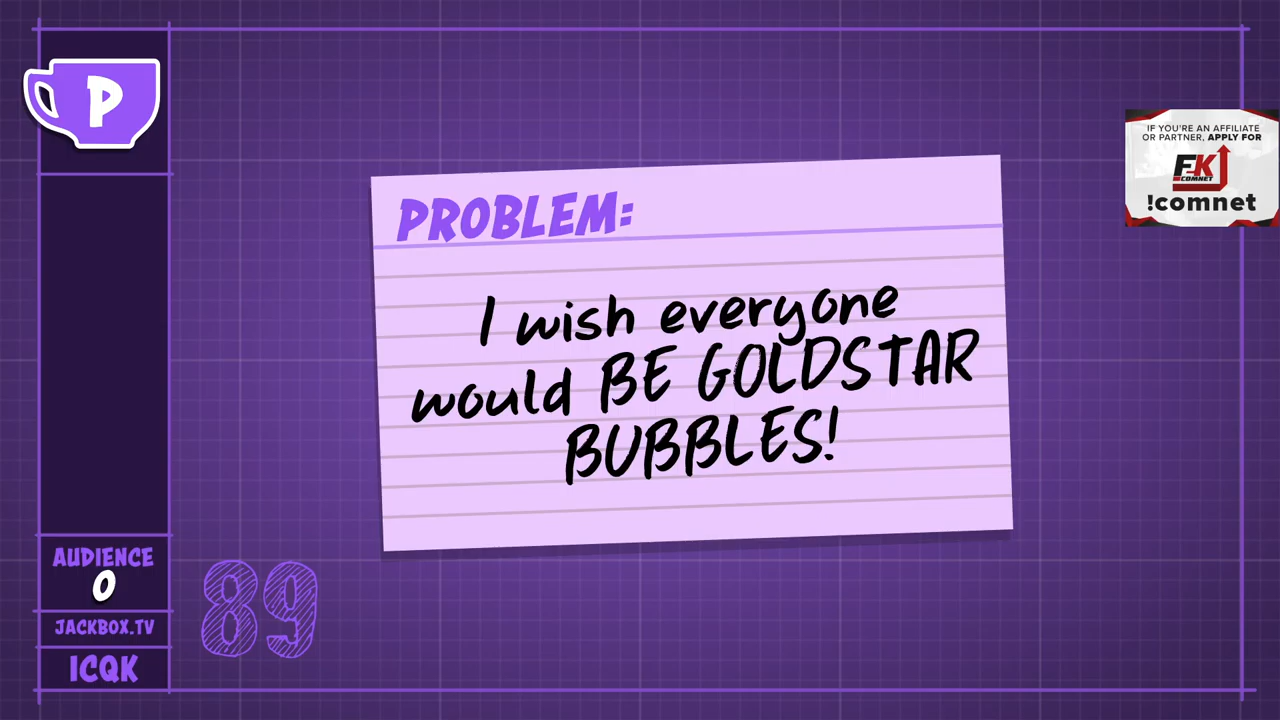 P
PROBLEM:
I wish everyone
would BE GOLDSTAR
BUBBLES!
IF YOU'RE AN AFFILIATE
OR PARTNER, APPLY FOR
F2K
COMNET
!comnet
AUDIENCE
0
JACKBOX.TV
ICQK
89